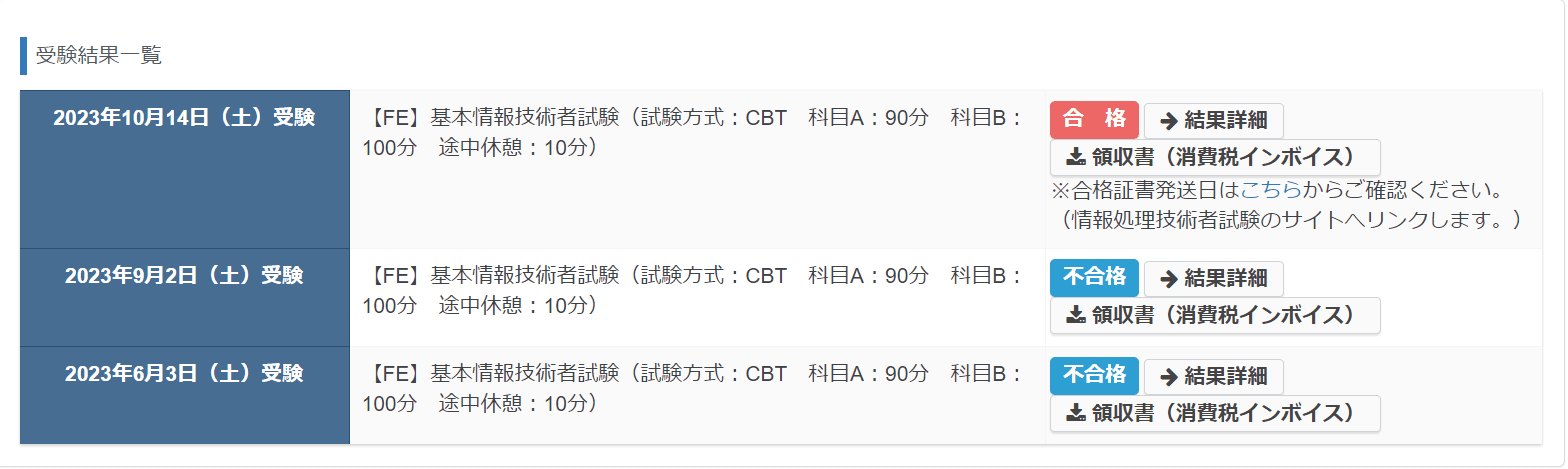 受験結果一覧
2023年10月14日（土）受験
【FE】基本情報技術者試験（試験方式：CBT　科目A：90分　科目B：
100分　途中休憩：10分）
合　格 結果詳細
領収書（消費税インボイス）
※合格証書発送日はこちらからご確認ください。
（情報処理技術者試験のサイトへリンクします。）
2023年9月2日（土）受験
【FE】基本情報技術者試験（試験方式：CBT　科目A：90分　科目B：
100分　途中休憩：10分）
不合格 結果詳細
領収書（消費税インボイス）
2023年6月3日（土）受験
【FE】基本情報技術者試験（試験方式：CBT　科目A：90分　科目B：
100分　途中休憩：10分）
不合格 結果詳細
領収書（消費税インボイス）